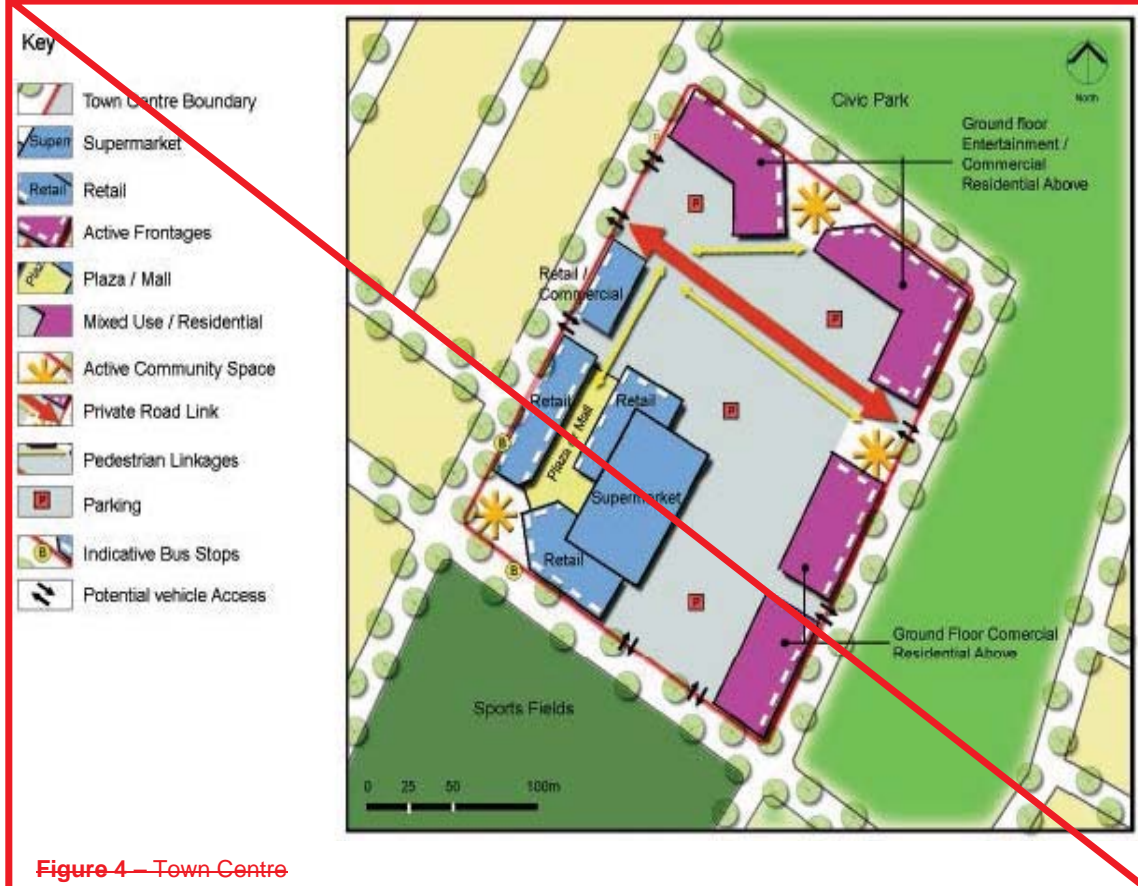 Key
Town Centre Boundary
Super
Supermarket
Retail
Retail
Active Frontages
Plaza
Plaza / Mall
Mixed Use / Residential
Active Community Space
Private Road Link
Pedestrian Linkages
P
Parking
B
Indicative Bus Stops
Potential vehicle Access
Civic Park
North
Ground floor
Entertainment /
Commercial
Residential Above
P
Retail /
Commercial
P
Retail
Retail
P
Plaza / Mall
B
Supermarket
Retail
B
P
Ground Floor Comercial
Residential Above
Sports Fields
0 25 50 100m
Figure 4 – Town Centre